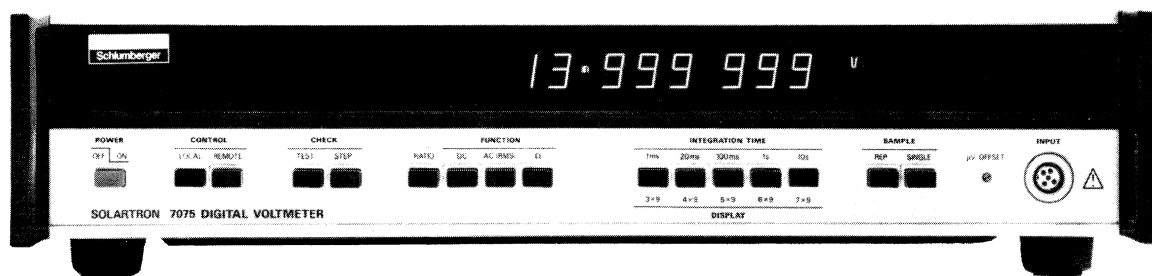 Schlumberger
13.999 999 V
POWER CONTROL CHECK FUNCTION INTEGRATION TIME SAMPLE INPUT
OFF ON LOCAL REMOTE TEST STEP RATIO DC AC(RMS) Ω 1ms 20ms 100ms 1s 10s REP SINGLE µV OFFSET
3×9 4×9 5×9 6×9 7×9
SOLARTRON 7075 DIGITAL VOLTMETER DISPLAY